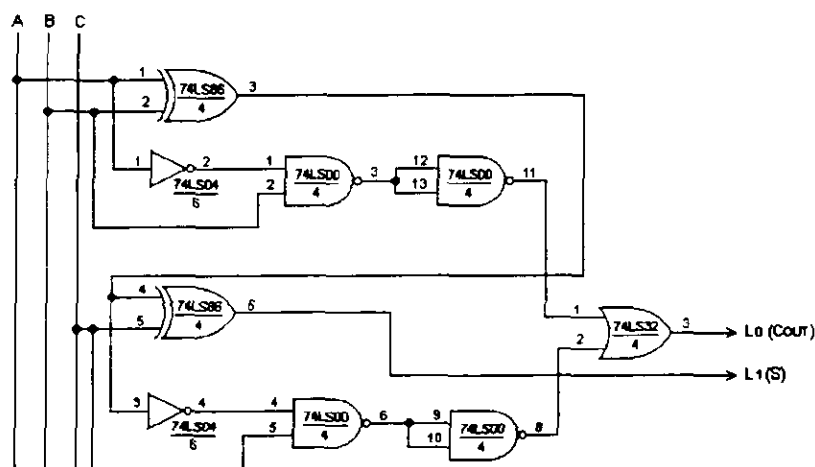 A B C
1 74LS86 3
2 4
1 2 1 74LS00 3 12 74LS00 11
74LS04 2 4 13 4
6
4 74LS86 6
5 4
1 74LS32 3 L0 (COUT)
2 4
L1(S)
3 4 4 74LS00 6 9 74LS00 8
74LS04 5 4 10 4
6